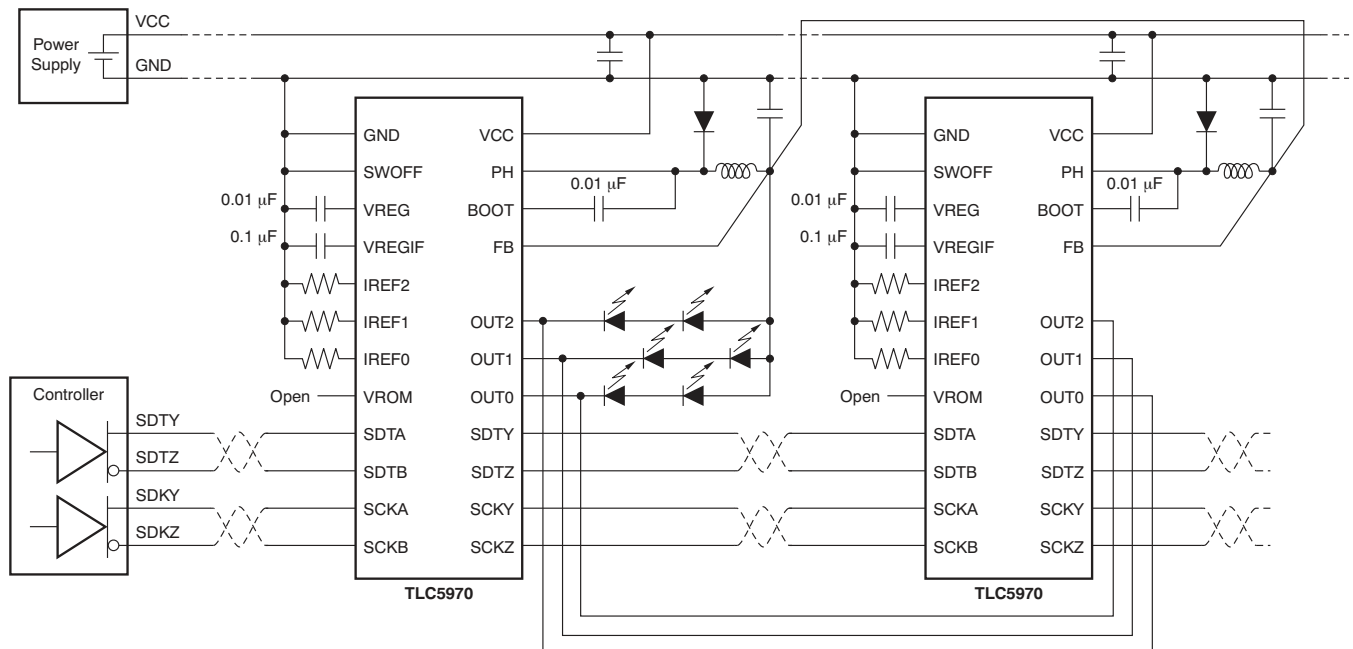 Power
Supply
VCC
GND
GND
SWOFF
0.01 μF
VREG
0.1 μF
VREGIF
IREF2
IREF1
IREF0
Open
VROM
SDTA
SDTB
SCKA
SCKB
VCC
PH
BOOT
FB
OUT2
OUT1
OUT0
SDTY
SDTZ
SCKY
SCKZ
TLC5970
0.01 μF
Controller
SDTY
SDTZ
SDKY
SDKZ
GND
SWOFF
0.01 μF
VREG
0.1 μF
VREGIF
IREF2
IREF1
IREF0
Open
VROM
SDTA
SDTB
SCKA
SCKB
VCC
PH
BOOT
FB
OUT2
OUT1
OUT0
SDTY
SDTZ
SCKY
SCKZ
TLC5970
0.01 μF